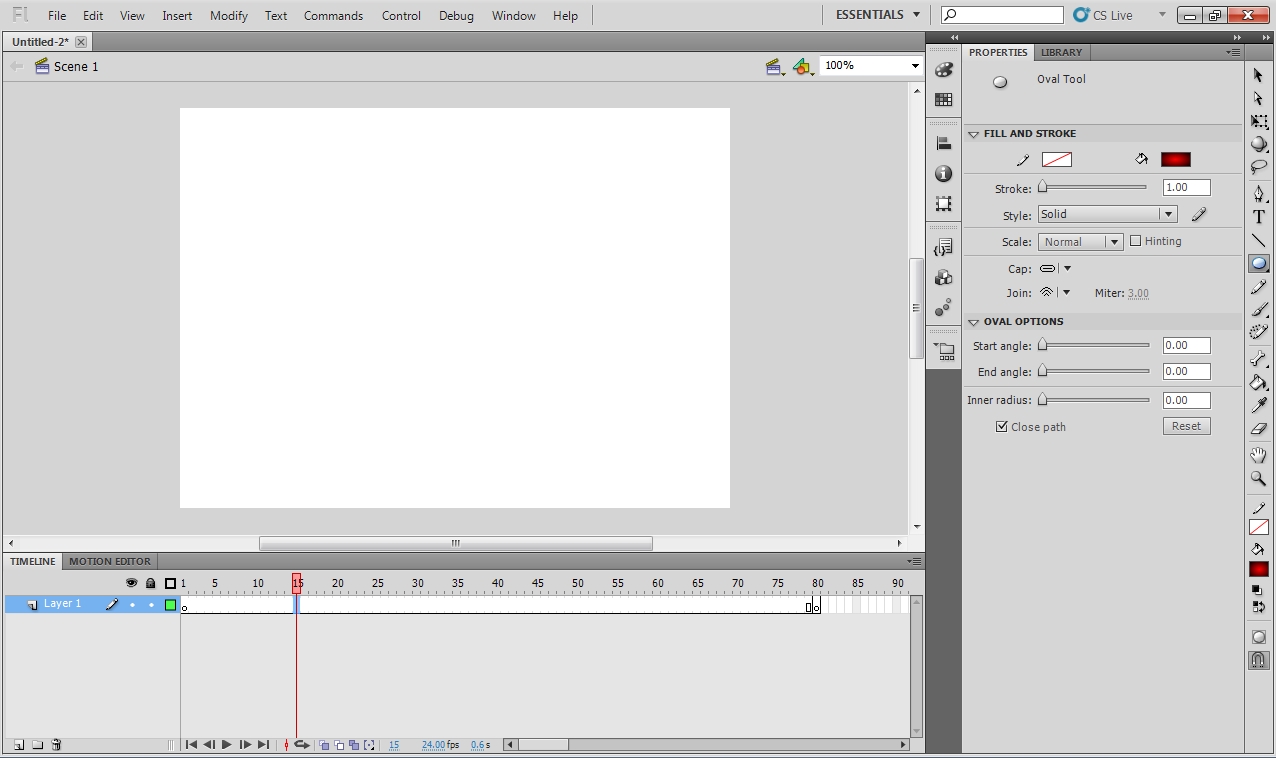 Fl File Edit View Insert Modify Text Commands Control Debug Window Help ESSENTIALS CS Live
Untitled-2*
Scene 1 100%
PROPERTIES LIBRARY
Oval Tool
FILL AND STROKE
Stroke: 1.00
Style: Solid
Scale: Normal Hinting
Cap:
Join: Miter: 3.00
OVAL OPTIONS
Start angle: 0.00
End angle: 0.00
Inner radius: 0.00
Close path Reset
T
TIMELINE MOTION EDITOR
1 5 10 15 20 25 30 35 40 45 50 55 60 65 70 75 80 85 90
Layer 1
15 24.00 fps 0.6 s